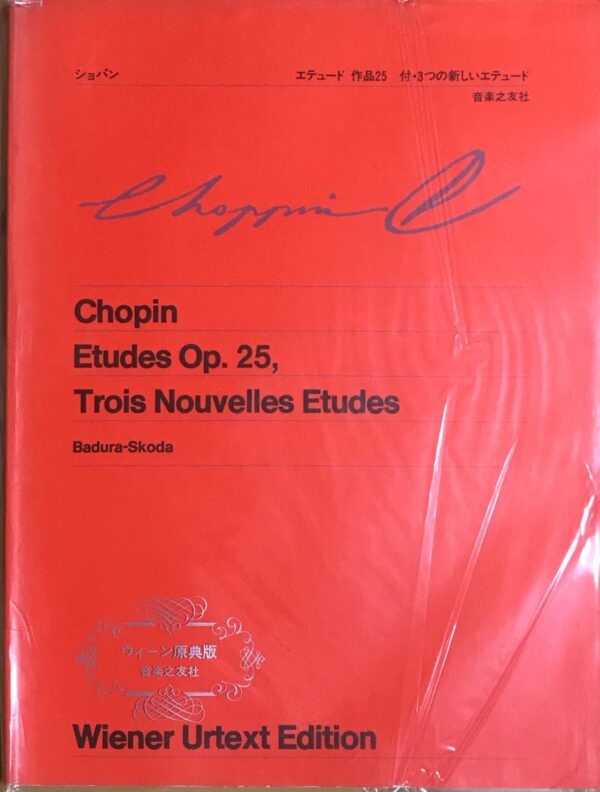 ショパン
エテュード 作品25 付・3つの新しいエテュード
音楽之友社
Choppin
Chopin
Etudes Op. 25,
Trois Nouvelles Etudes
Badura-Skoda
ウィーン原典版
音楽之友社
Wiener Urtext Edition